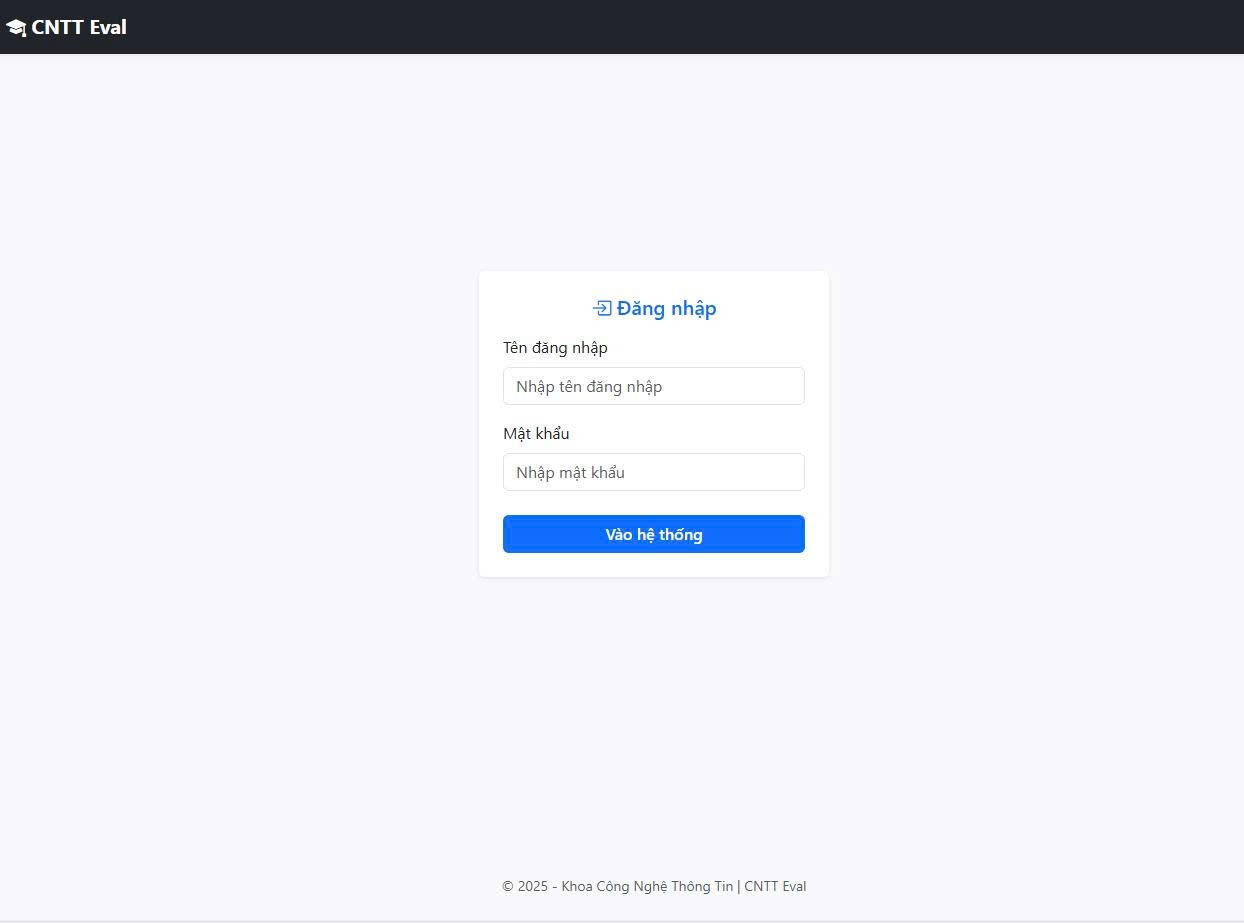 CNTT Eval
Đăng nhập
Tên đăng nhập
Nhập tên đăng nhập
Mật khẩu
Nhập mật khẩu
Vào hệ thống
© 2025 - Khoa Công Nghệ Thông Tin | CNTT Eval